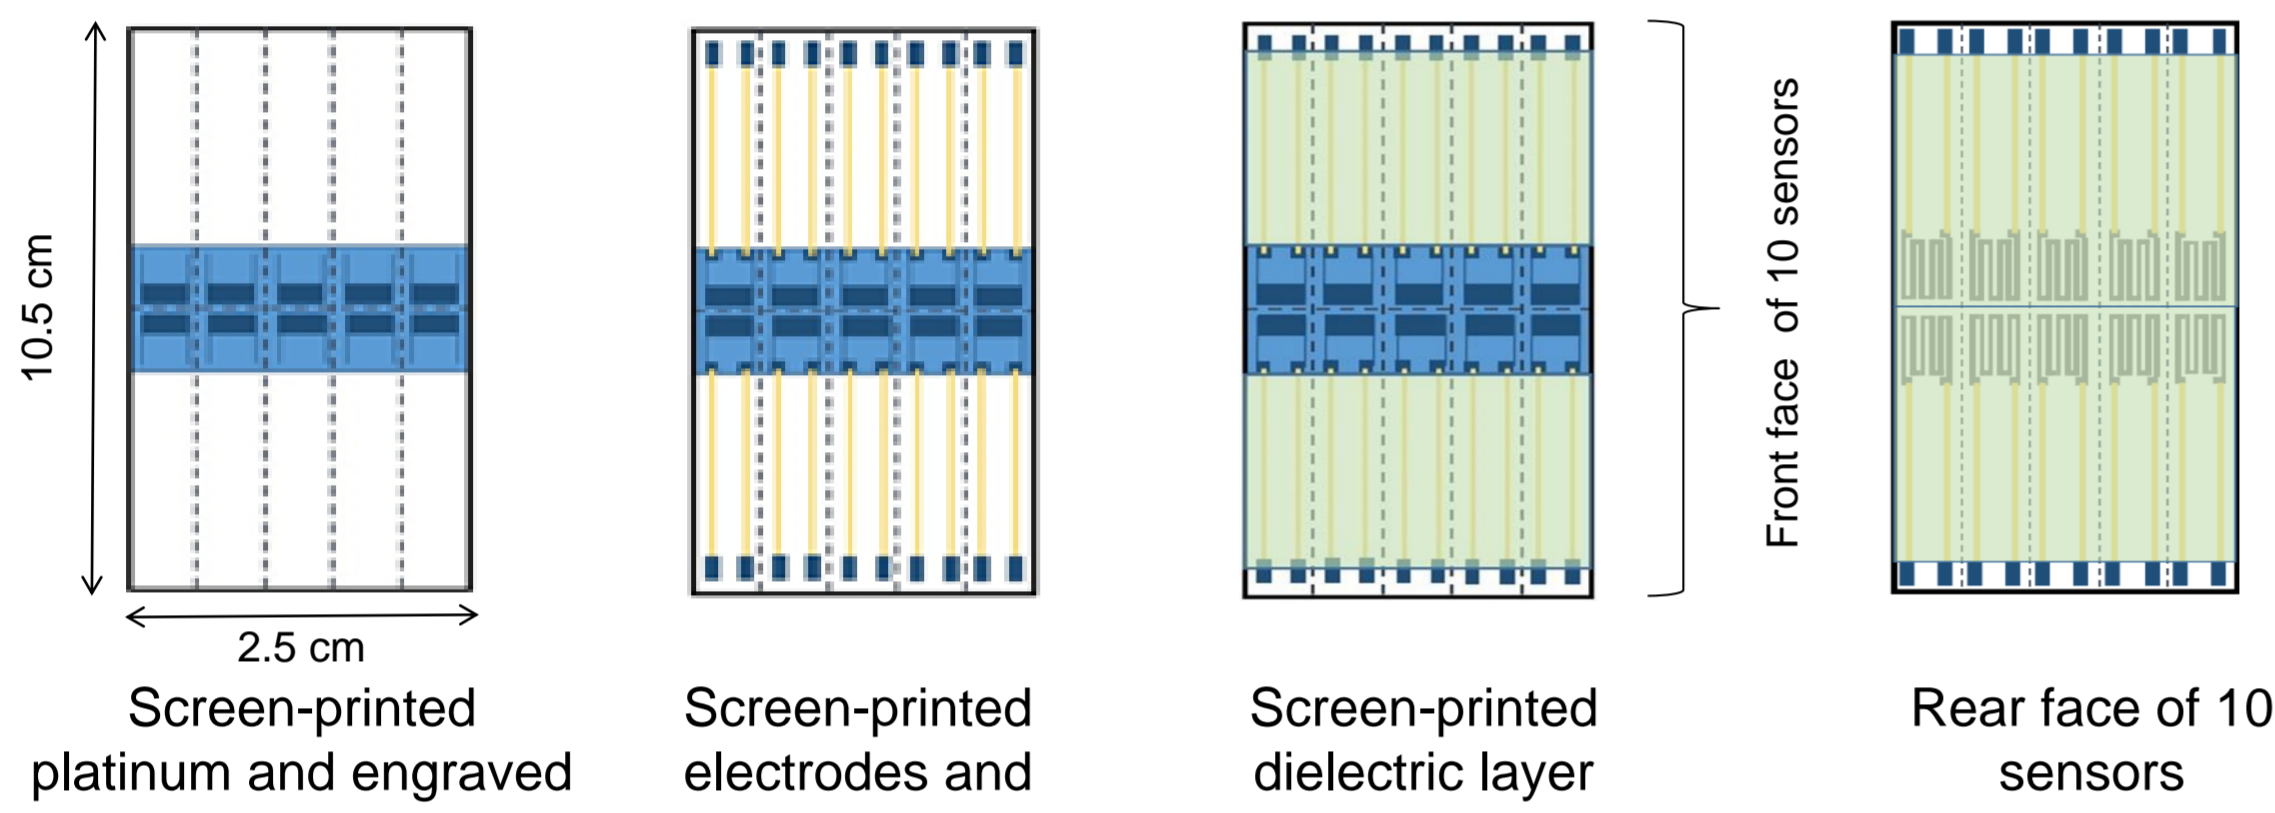 10.5 cm
2.5 cm
Screen-printed
platinum and engraved
Screen-printed
electrodes and
Screen-printed
dielectric layer
Front face of 10 sensors
Rear face of 10
sensors